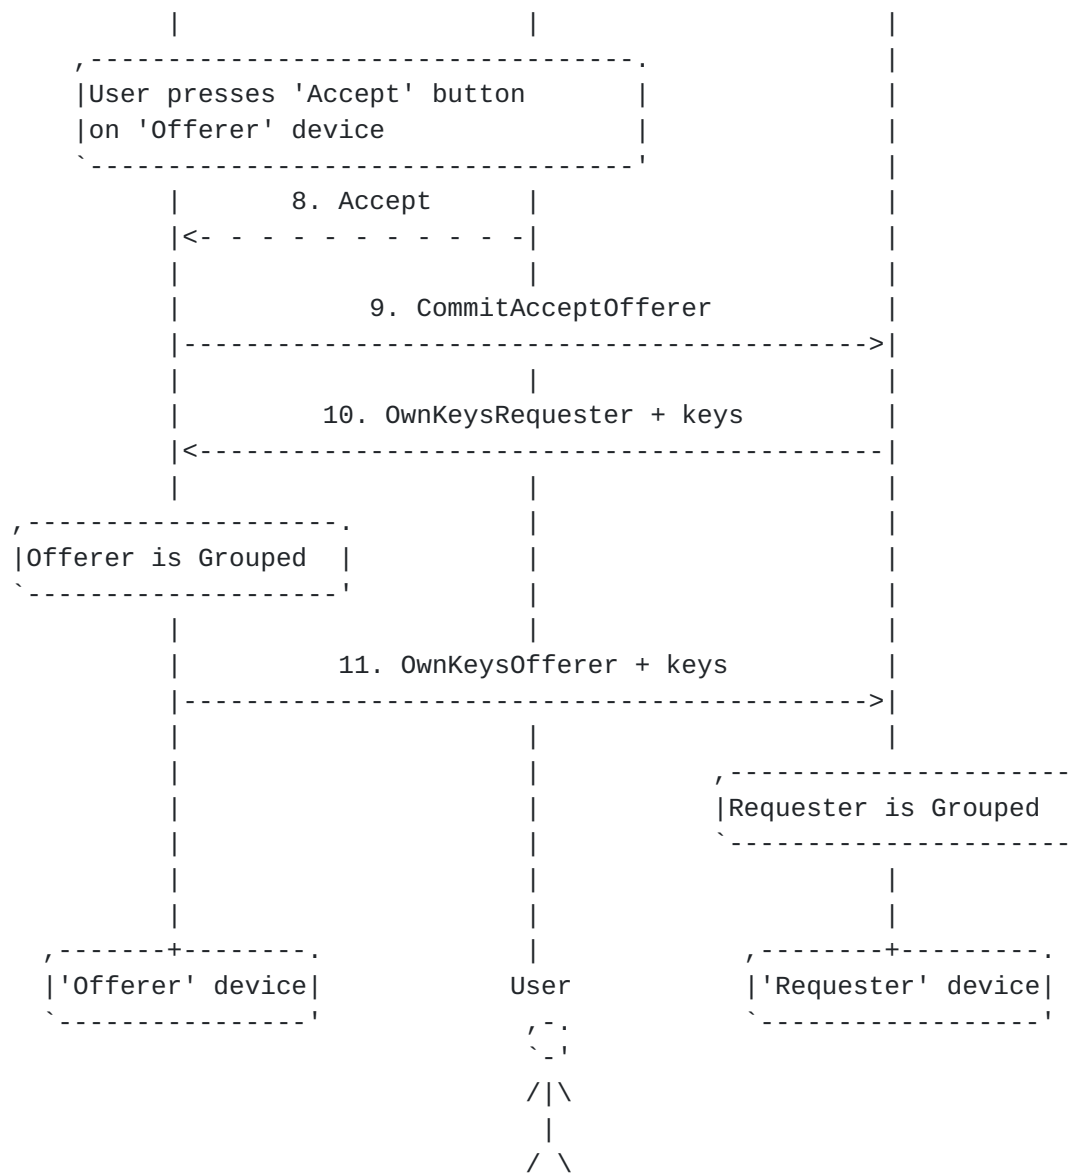 User presses 'Accept' button
on 'Offerer' device
8. Accept
9. CommitAcceptOfferer
10. OwnKeysRequester + keys
Offerer is Grouped
11. OwnKeysOfferer + keys
Requester is Grouped
'Offerer' device User 'Requester' device